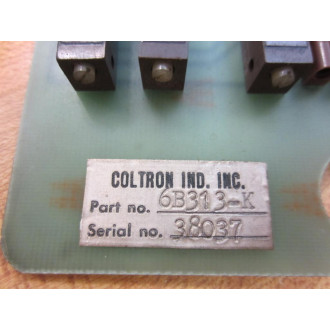 COLTRON IND. INC.
Part no. 6B313-K
Serial no. 38037